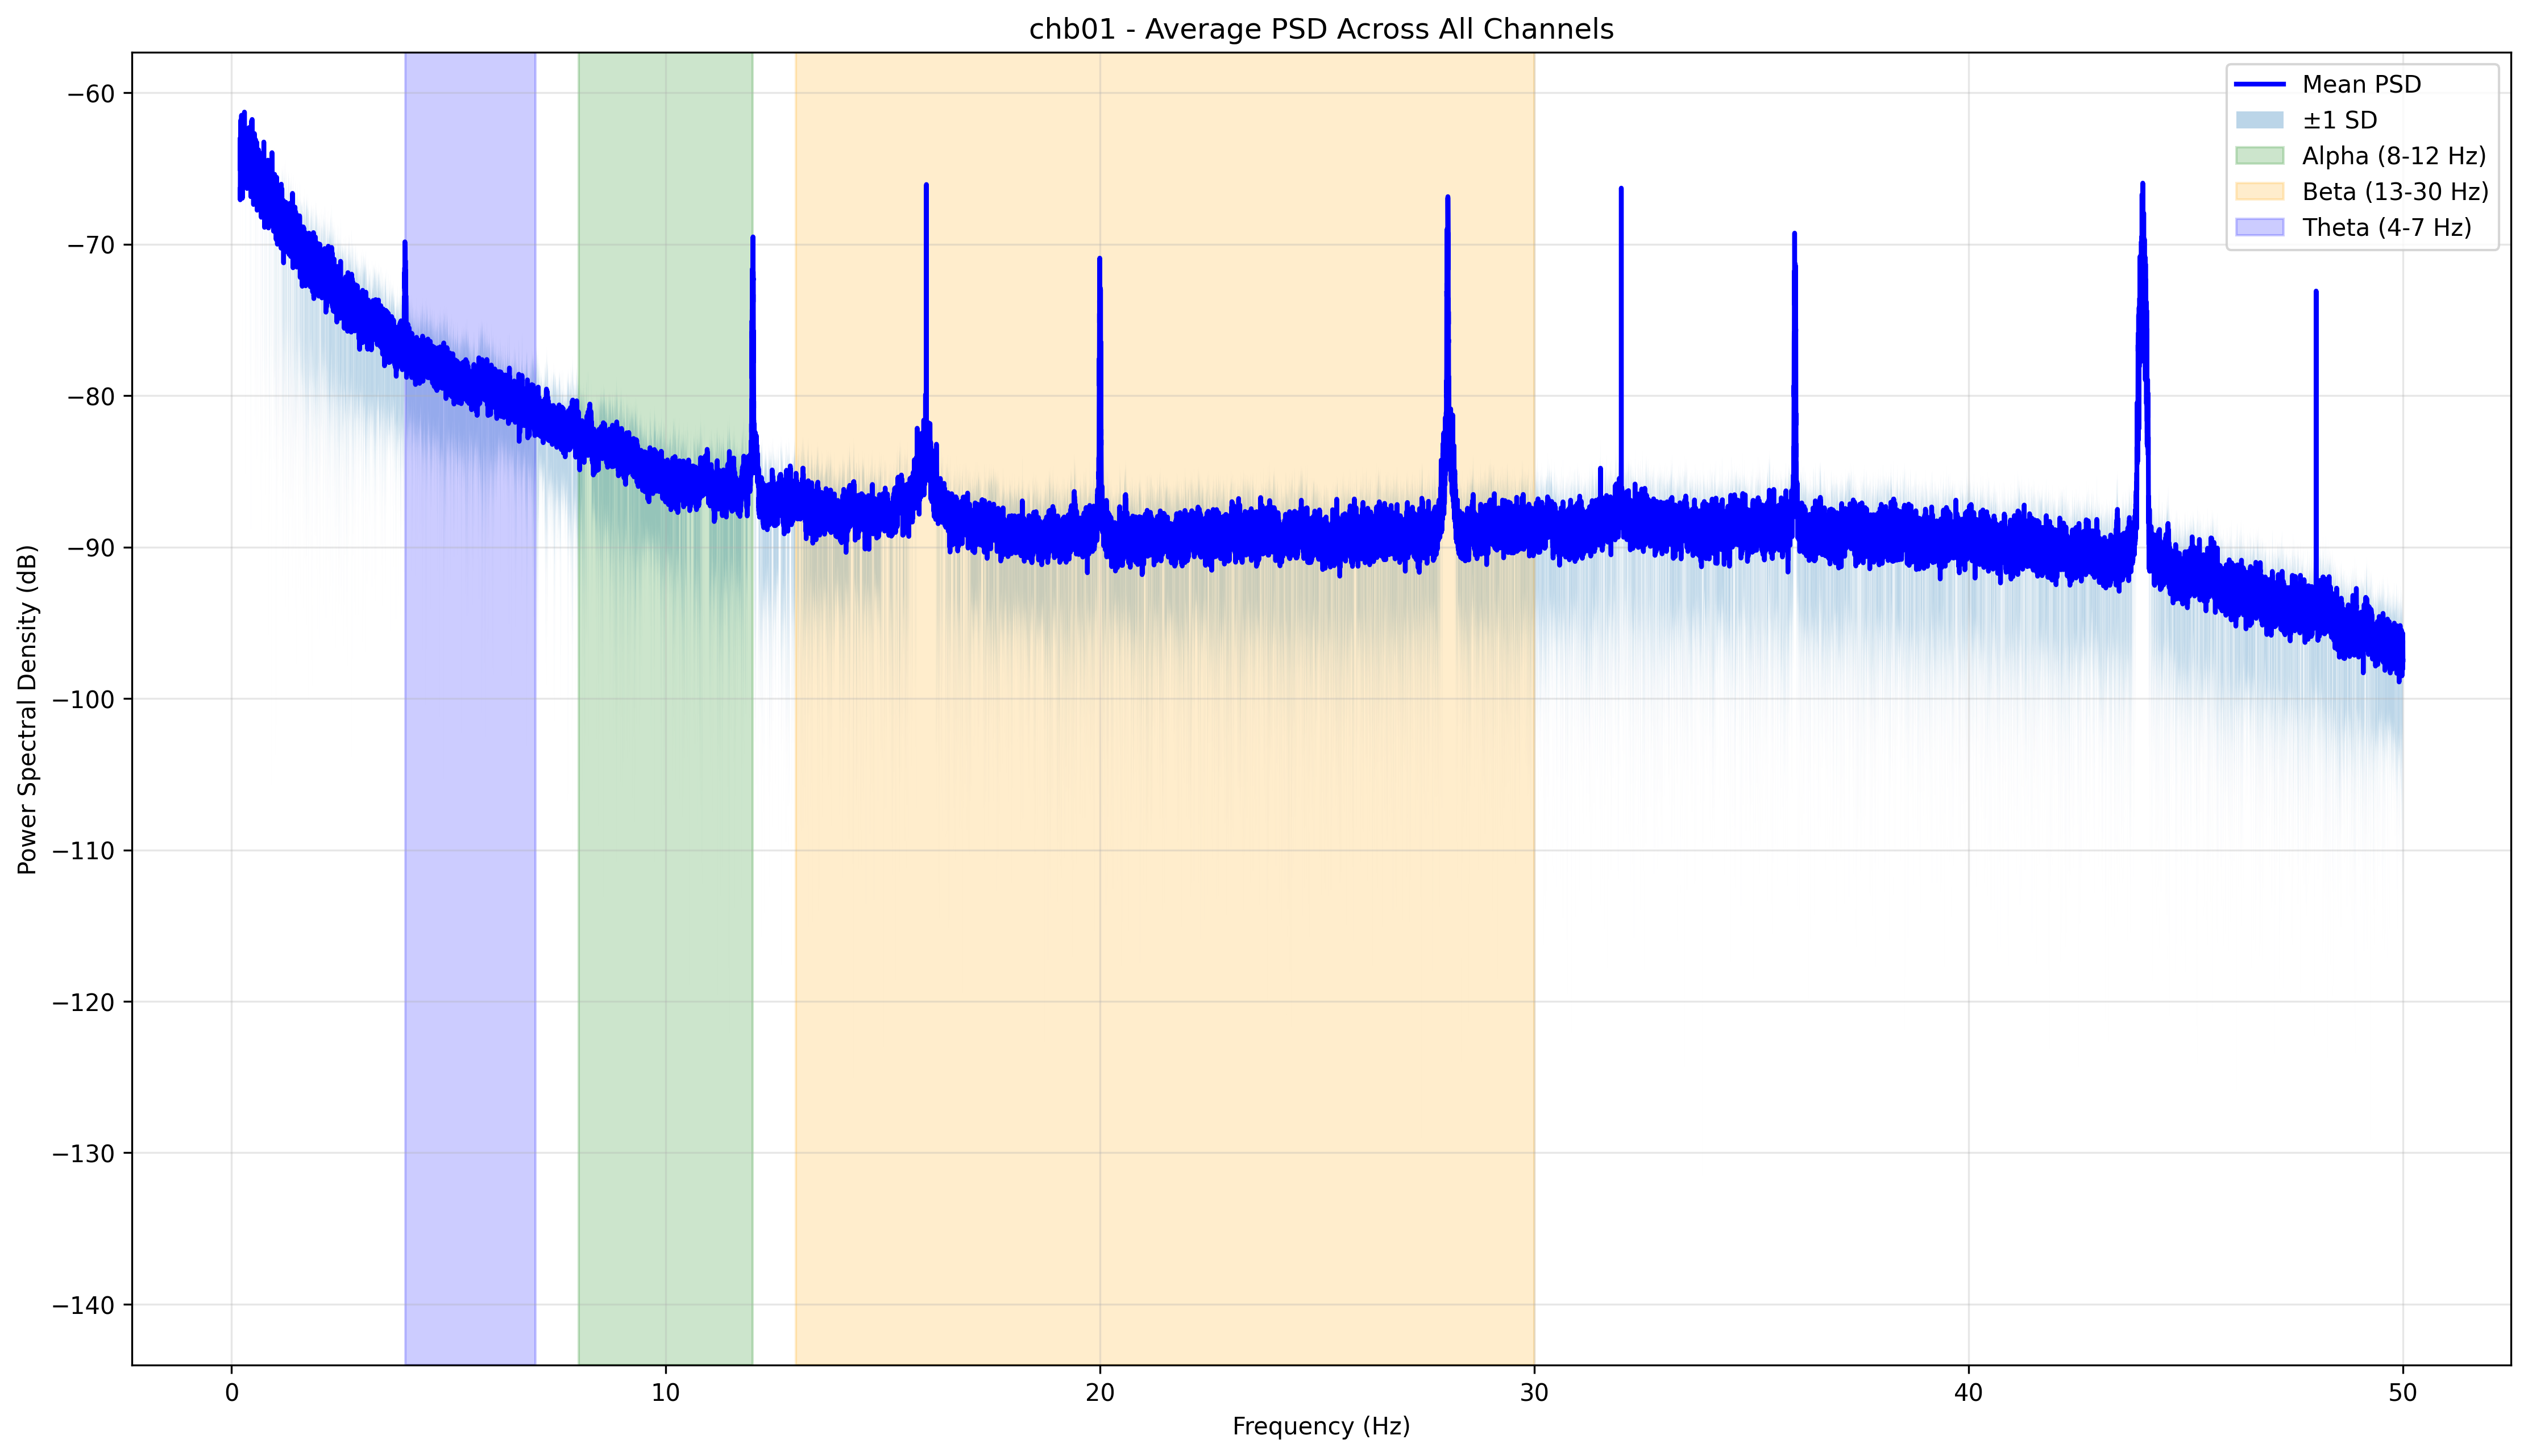 chb01 - Average PSD Across All Channels
Mean PSD
±1 SD
Alpha (8-12 Hz)
Beta (13-30 Hz)
Theta (4-7 Hz)
Power Spectral Density (dB)
−60
−70
−80
−90
−100
−110
−120
−130
−140
0 10 20 30 40 50
Frequency (Hz)